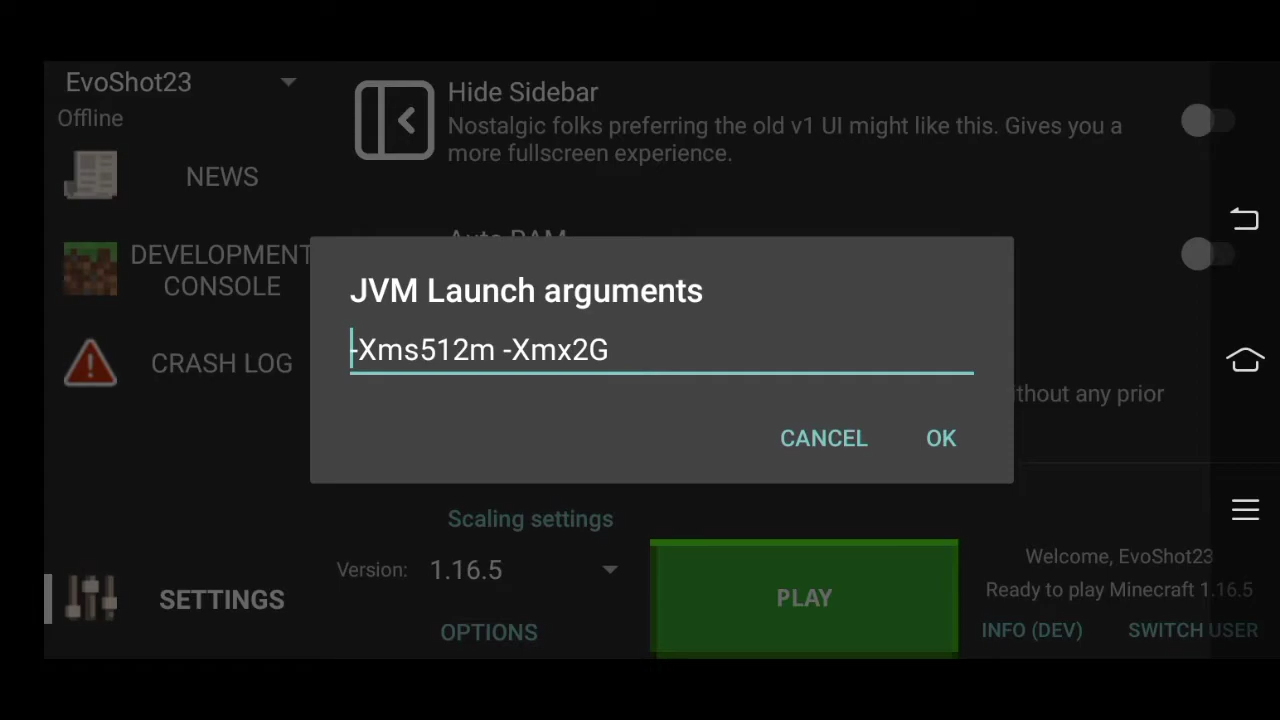 EvoShot23
Offline
NEWS
DEVELOPMENT
CONSOLE
CRASH LOG
SETTINGS
Hide Sidebar
Nostalgic folks preferring the old v1 UI might like this. Gives you a
more fullscreen experience.
Auto RAM
JVM Launch arguments
-Xms512m -Xmx2G
CANCEL OK
ithout any prior
Scaling settings
Version: 1.16.5
OPTIONS
PLAY
Welcome, EvoShot23
Ready to play Minecraft 1.16.5
INFO (DEV) SWITCH USER